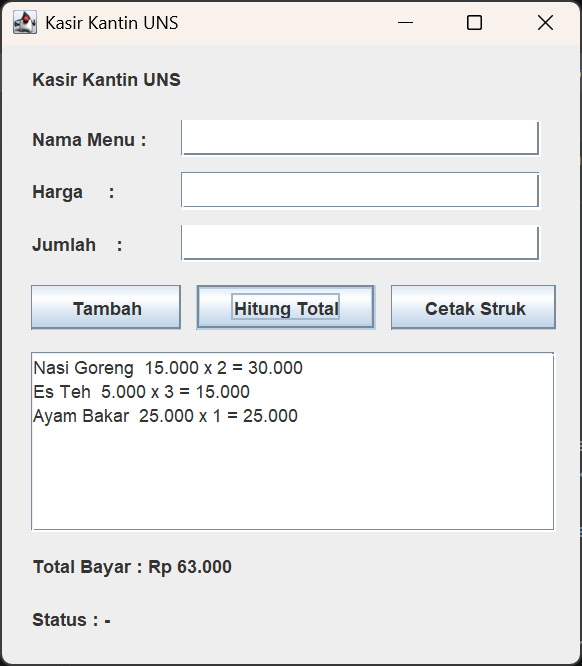 Kasir Kantin UNS
Kasir Kantin UNS
Nama Menu :
Harga :
Jumlah :
Tambah Hitung Total Cetak Struk
Nasi Goreng 15.000 x 2 = 30.000
Es Teh 5.000 x 3 = 15.000
Ayam Bakar 25.000 x 1 = 25.000
Total Bayar : Rp 63.000
Status : -